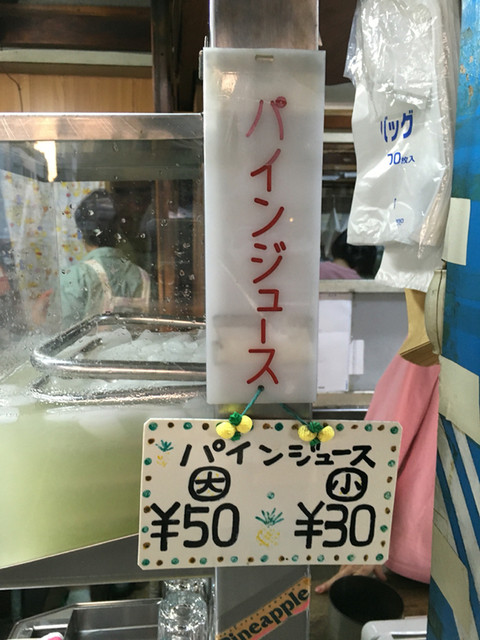 パインジュース
バッグ
70枚入
パインジュース
大 小
¥50 ¥30
Pineapple